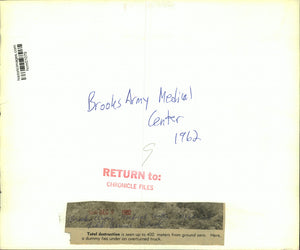 Brooks Army Medical
Center
1962
RETURN to:
CHRONICLE FILES
Total destruction is seen up to 400 meters from ground zero. Here,
a dummy lies under an overturned truck.